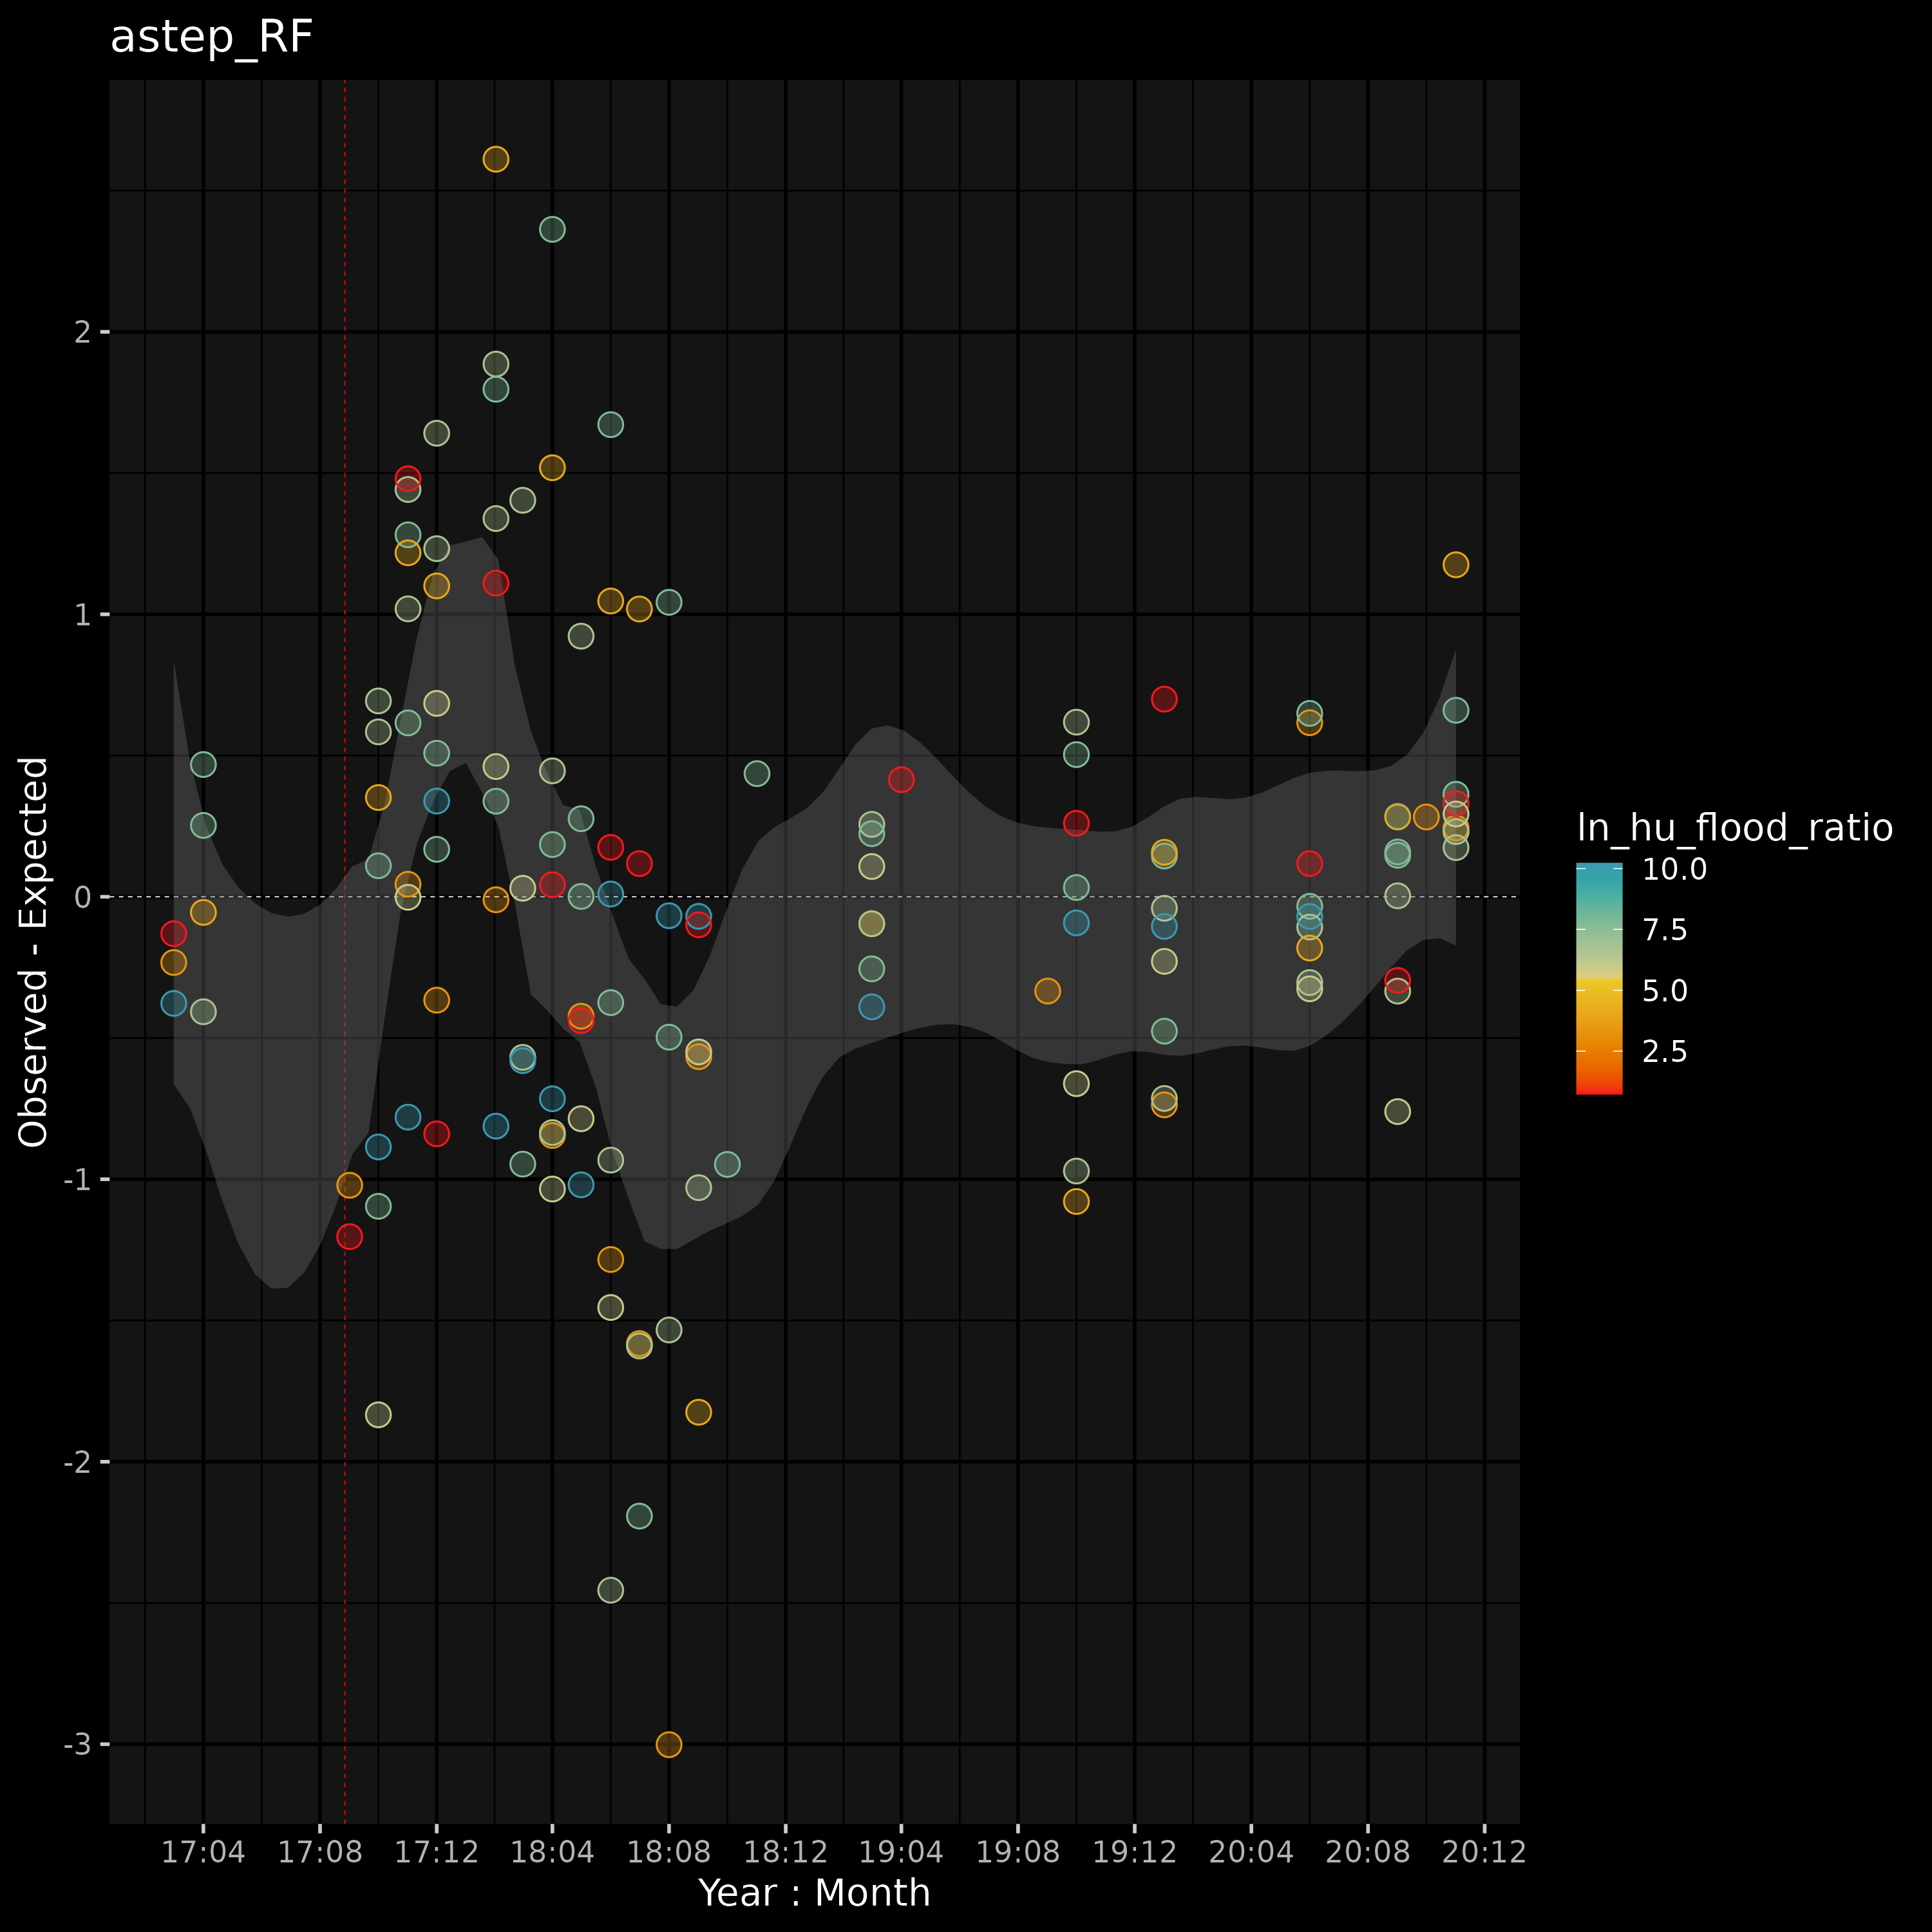 astep_RF
Observed - Expected
2
1
0
-1
-2
-3
17:04 17:08 17:12 18:04 18:08 18:12 19:04 19:08 19:12 20:04 20:08 20:12
Year : Month
ln_hu_flood_ratio
10.0
7.5
5.0
2.5